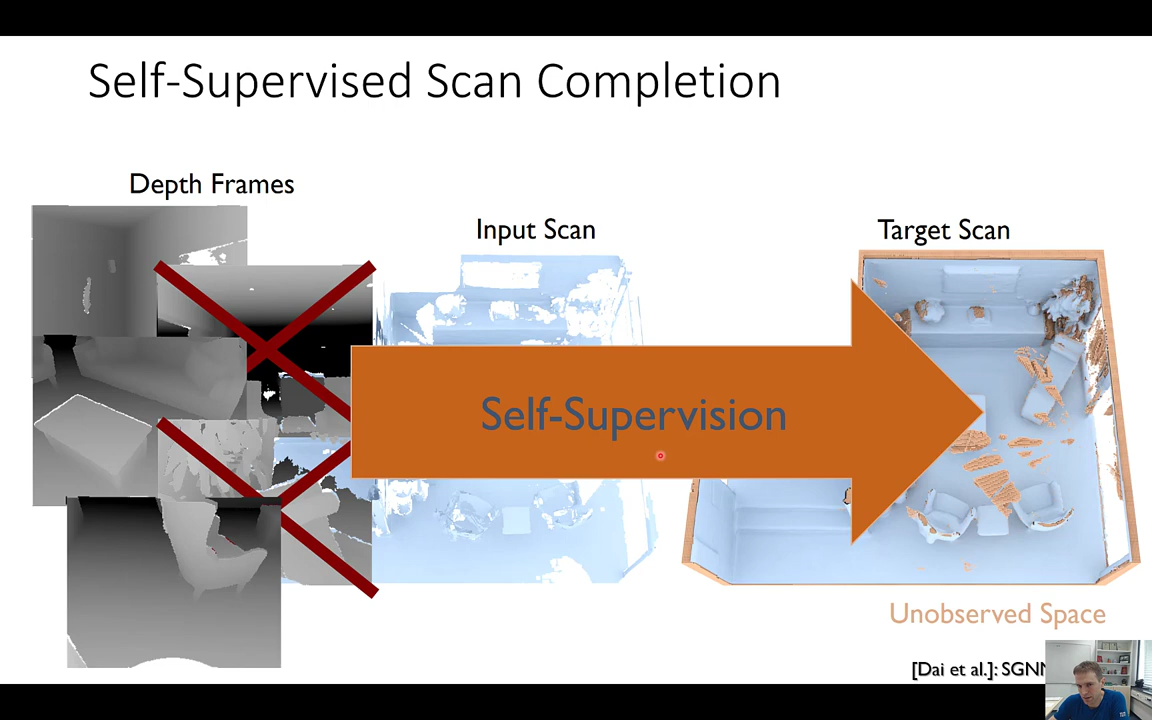 Self-Supervised Scan Completion
Depth Frames
Input Scan
Target Scan
Self-Supervision
Unobserved Space
[Dai et al.]: SGNN